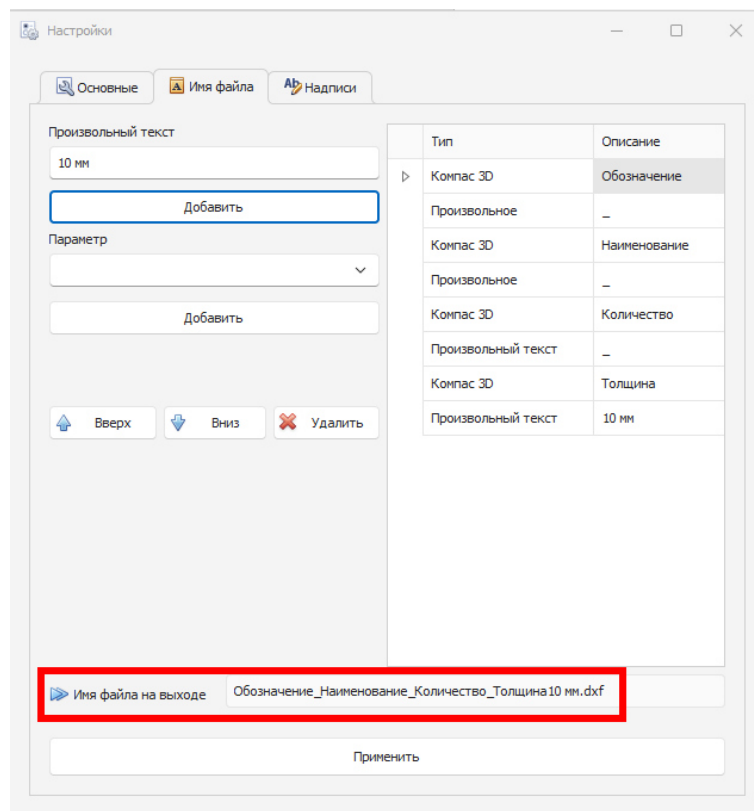 Настройки
Основные
Имя файла
Надписи
Произвольный текст
10 мм
Добавить
Параметр
Добавить
Вверх
Вниз
Удалить
Тип Описание
Компас 3D Обозначение
Произвольное _
Компас 3D Наименование
Произвольное _
Компас 3D Количество
Произвольный текст _
Компас 3D Толщина
Произвольный текст 10 мм
Имя файла на выходе Обозначение_Наименование_Количество_Толщина10 мм.dxf
Применить